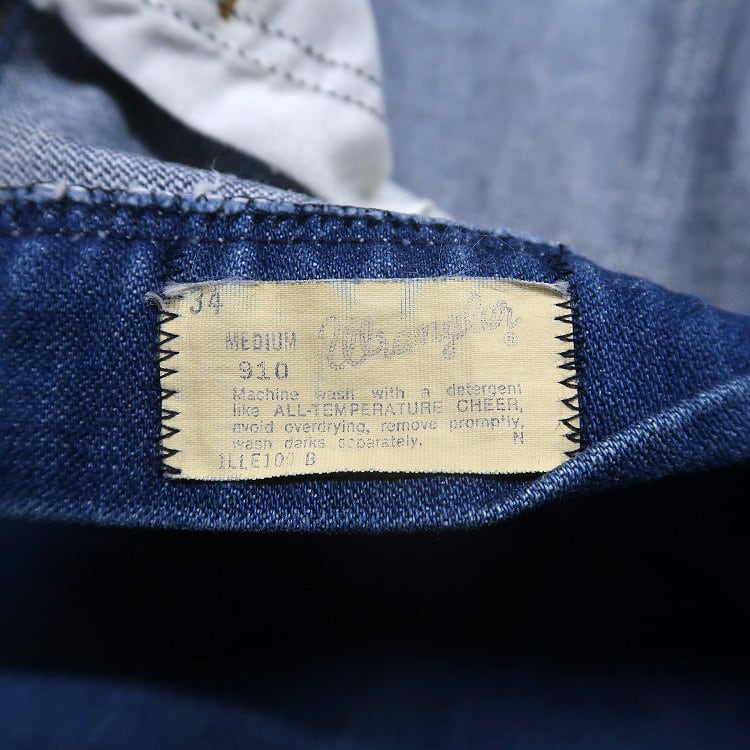 34
Wrangler®
MEDIUM
910
Machine wash with a detergent
like ALL-TEMPERATURE CHEER,
avoid overdrying, remove promptly,
wash darks separately. N
B